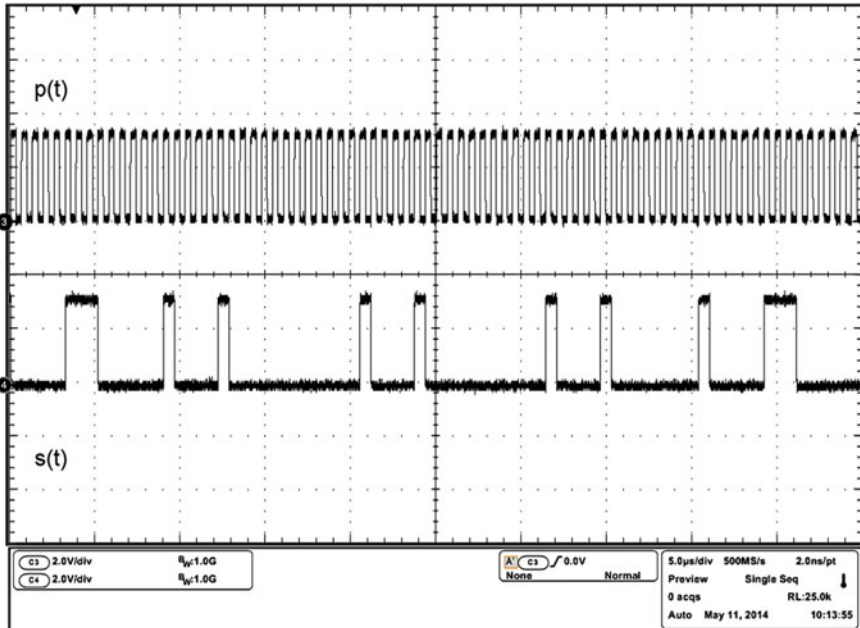 p(t)
3
4
s(t)
C3 2.0V/div BW:1.0G
C4 2.0V/div BW:1.0G
A' C3 0.0V
None Normal
5.0µs/div 500MS/s 2.0ns/pt
Preview Single Seq
0 acqs RL:25.0k
Auto May 11, 2014 10:13:55